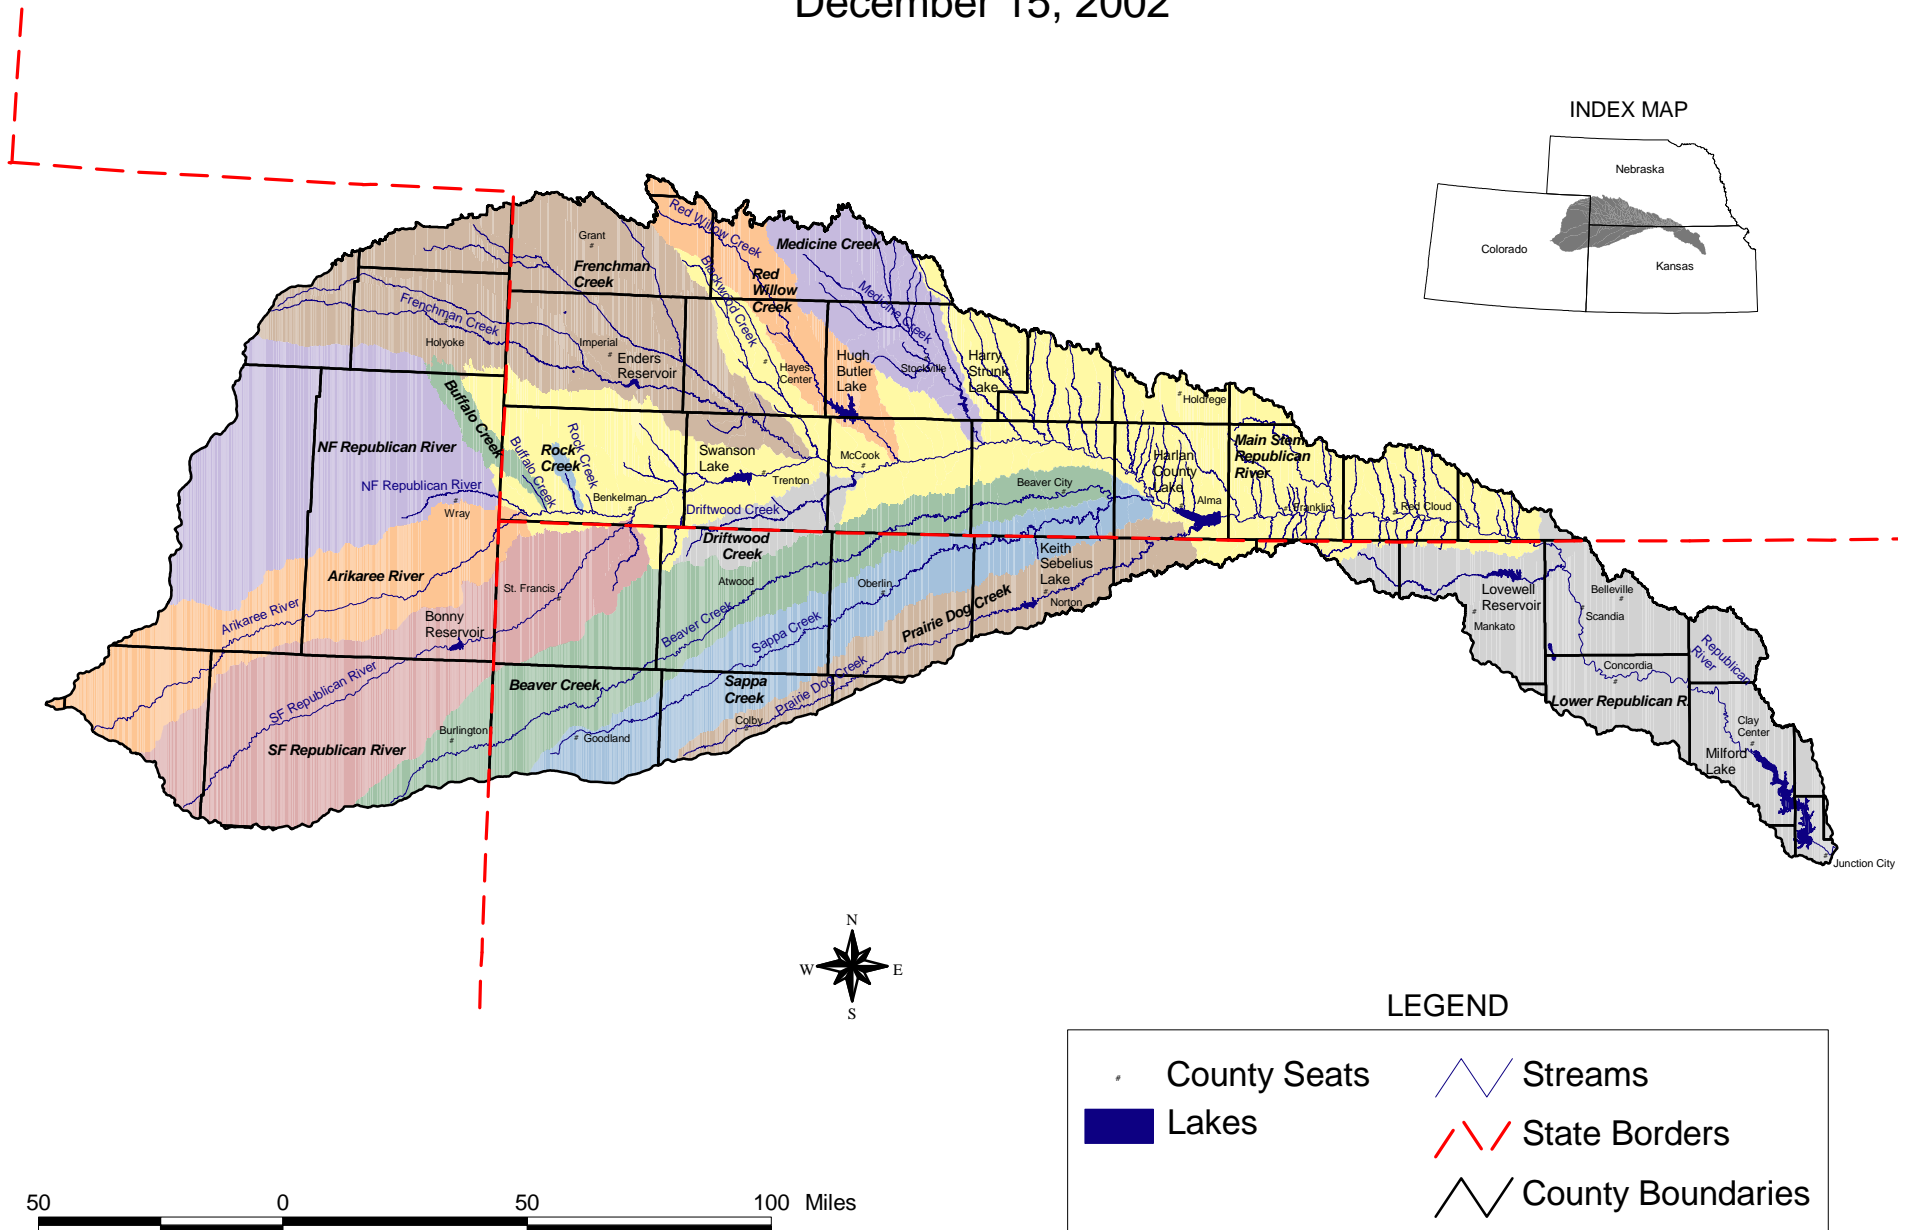 December 15, 2002
INDEX MAP
Nebraska
Colorado
Kansas
Grant
Frenchman
Creek
Red Willow Creek
Medicine Creek
Red
Willow
Creek
Blackwood Creek
Medicine Creek
Frenchman Creek
Holyoke
Imperial
Enders
Reservoir
Hayes
Center
Hugh
Butler
Lake
Stockville
Harry
Strunk
Lake
Holdrege
Buffalo Creek
NF Republican River
Buffalo Creek
Rock
Creek
Rock Creek
Swanson
Lake
McCook
Trenton
Harlan
County
Lake
Main Stem
Republican
River
NF Republican River
Wray
Benkelman
Driftwood Creek
Beaver City
Alma
Franklin
Red Cloud
Driftwood
Creek
Keith
Sebelius
Lake
Arikaree River
St. Francis
Atwood
Oberlin
Norton
Lovewell
Reservoir
Belleville
Scandia
Mankato
Arikaree River
Bonny
Reservoir
Beaver Creek
Sappa Creek
Prairie Dog Creek
Republican
River
Concordia
SF Republican River
Beaver Creek
Sappa
Creek
Prairie Dog Creek
Lower Republican R.
SF Republican River
Burlington
Goodland
Colby
Clay
Center
Milford
Lake
Junction City
N
W
E
S
LEGEND
County Seats
Streams
Lakes
State Borders
County Boundaries
50 0 50 100 Miles